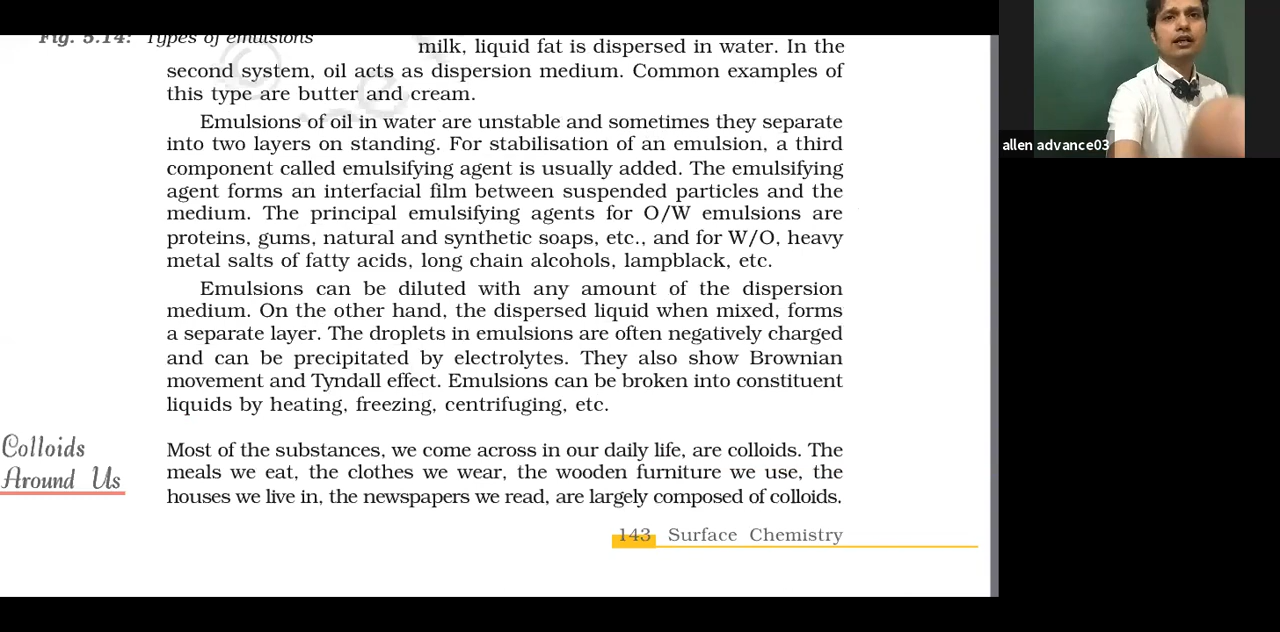 Fig. 5.14: Types of emulsions
milk, liquid fat is dispersed in water. In the
second system, oil acts as dispersion medium. Common examples of
this type are butter and cream.
Emulsions of oil in water are unstable and sometimes they separate
into two layers on standing. For stabilisation of an emulsion, a third
component called emulsifying agent is usually added. The emulsifying
agent forms an interfacial film between suspended particles and the
medium. The principal emulsifying agents for O/W emulsions are
proteins, gums, natural and synthetic soaps, etc., and for W/O, heavy
metal salts of fatty acids, long chain alcohols, lampblack, etc.
Emulsions can be diluted with any amount of the dispersion
medium. On the other hand, the dispersed liquid when mixed, forms
a separate layer. The droplets in emulsions are often negatively charged
and can be precipitated by electrolytes. They also show Brownian
movement and Tyndall effect. Emulsions can be broken into constituent
liquids by heating, freezing, centrifuging, etc.
Colloids
Around Us
Most of the substances, we come across in our daily life, are colloids. The
meals we eat, the clothes we wear, the wooden furniture we use, the
houses we live in, the newspapers we read, are largely composed of colloids.
143 Surface Chemistry
allen advance03